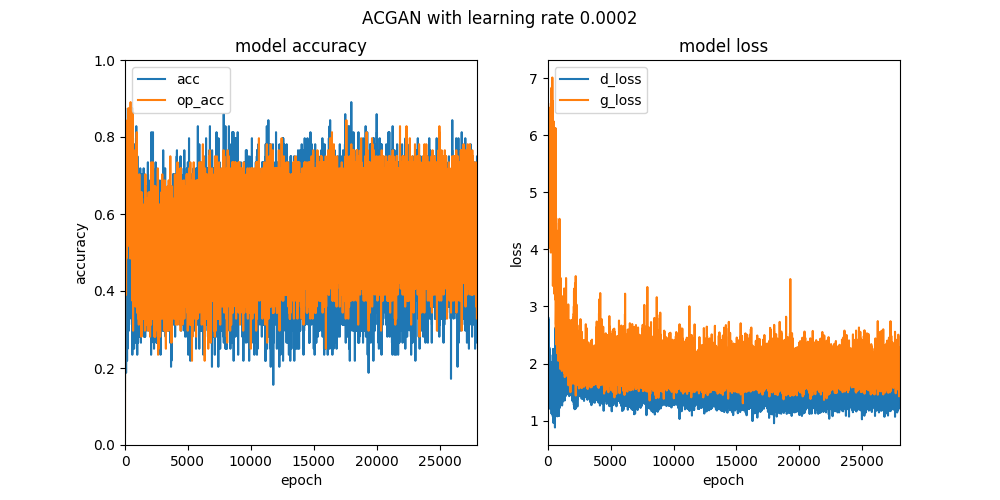 ACGAN with learning rate 0.0002
model accuracy
acc
op_acc
1.0
0.8
0.6
0.4
0.2
0.0
accuracy
0 5000 10000 15000 20000 25000
epoch
model loss
d_loss
g_loss
7
6
5
4
3
2
1
loss
0 5000 10000 15000 20000 25000
epoch